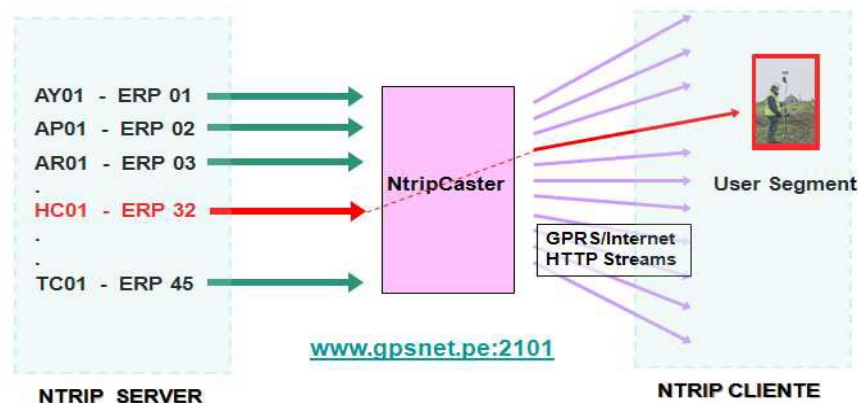 AY01 - ERP 01
AP01 - ERP 02
AR01 - ERP 03
.
HC01 - ERP 32
.
.
TC01 - ERP 45
NTRIP SERVER
NtripCaster
GPRS/Internet
HTTP Streams
www.gpsnet.pe:2101
User Segment
NTRIP CLIENTE